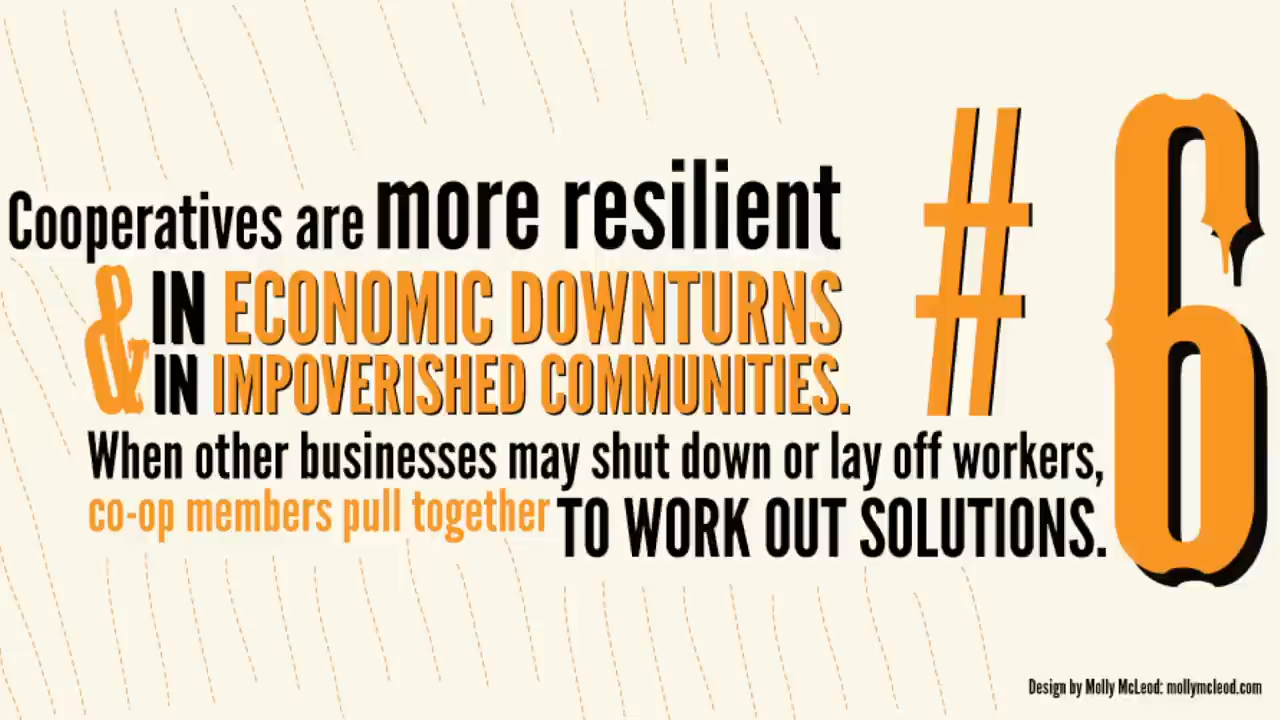 Cooperatives are more resilient
& IN ECONOMIC DOWNTURNS
IN IMPOVERISHED COMMUNITIES.
When other businesses may shut down or lay off workers,
co-op members pull together TO WORK OUT SOLUTIONS.
#6
Design by Molly McLeod: mollymcleod.com